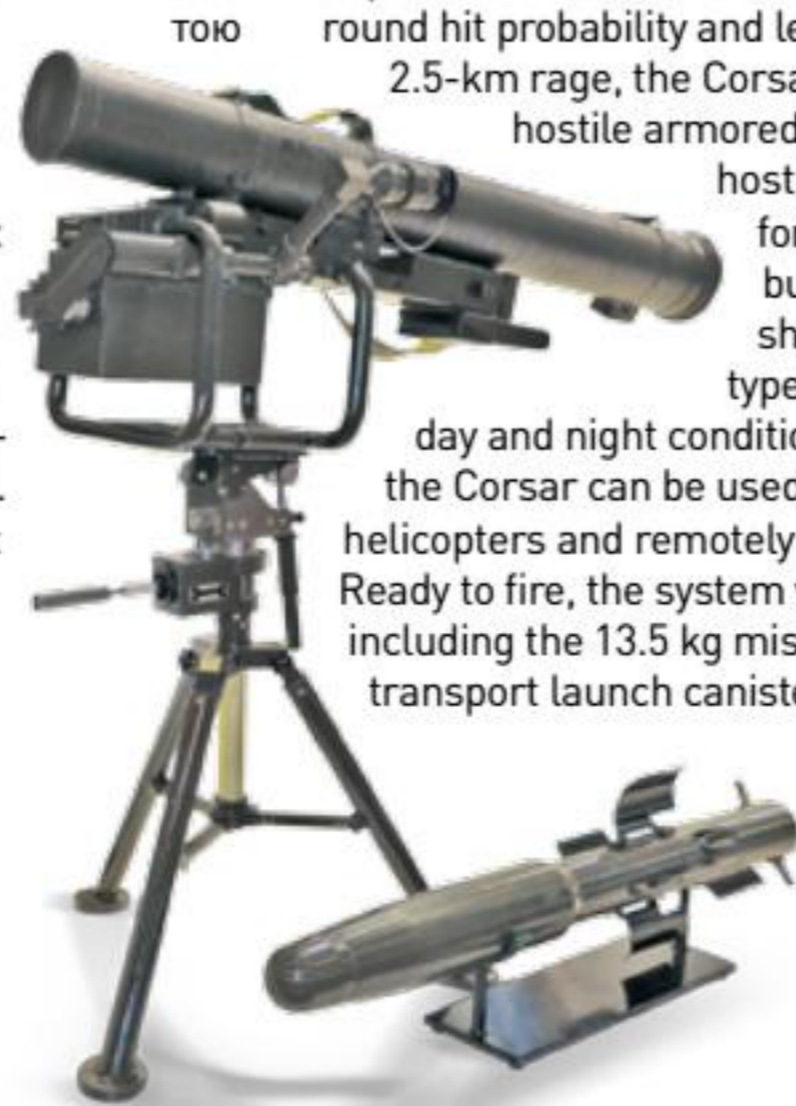 тою
round hit probability and le
2.5-km rage, the Corsa
hostile armored
host
for
bu
sh
type
day and night conditio
the Corsar can be used
helicopters and remotely
Ready to fire, the system
including the 13.5 kg mis
transport launch caniste